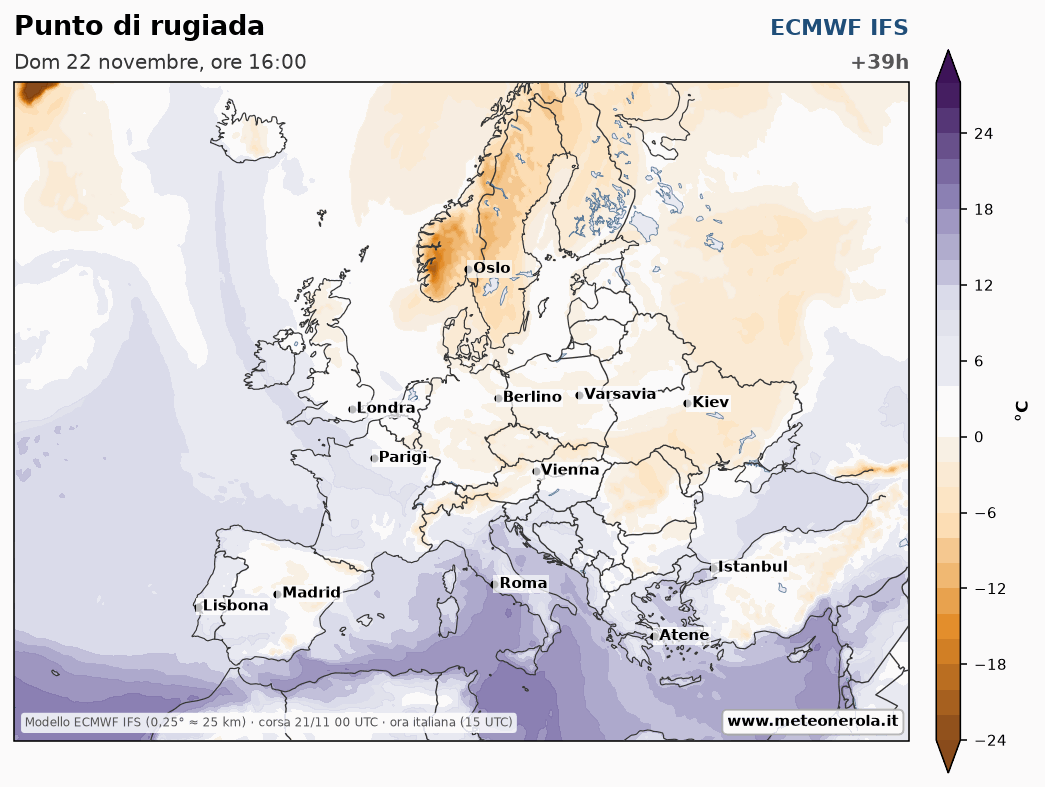 Punto di rugiada
ECMWF IFS
Dom 22 novembre, ore 16:00
+39h
24
18
12
6
0
−6
−12
−18
−24
°C
Oslo
Berlino
Varsavia
Kiev
Londra
Parigi
Vienna
Istanbul
Roma
Madrid
Lisbona
Atene
Modello ECMWF IFS (0,25° ≈ 25 km) · corsa 21/11 00 UTC · ora italiana (15 UTC)
www.meteonerola.it